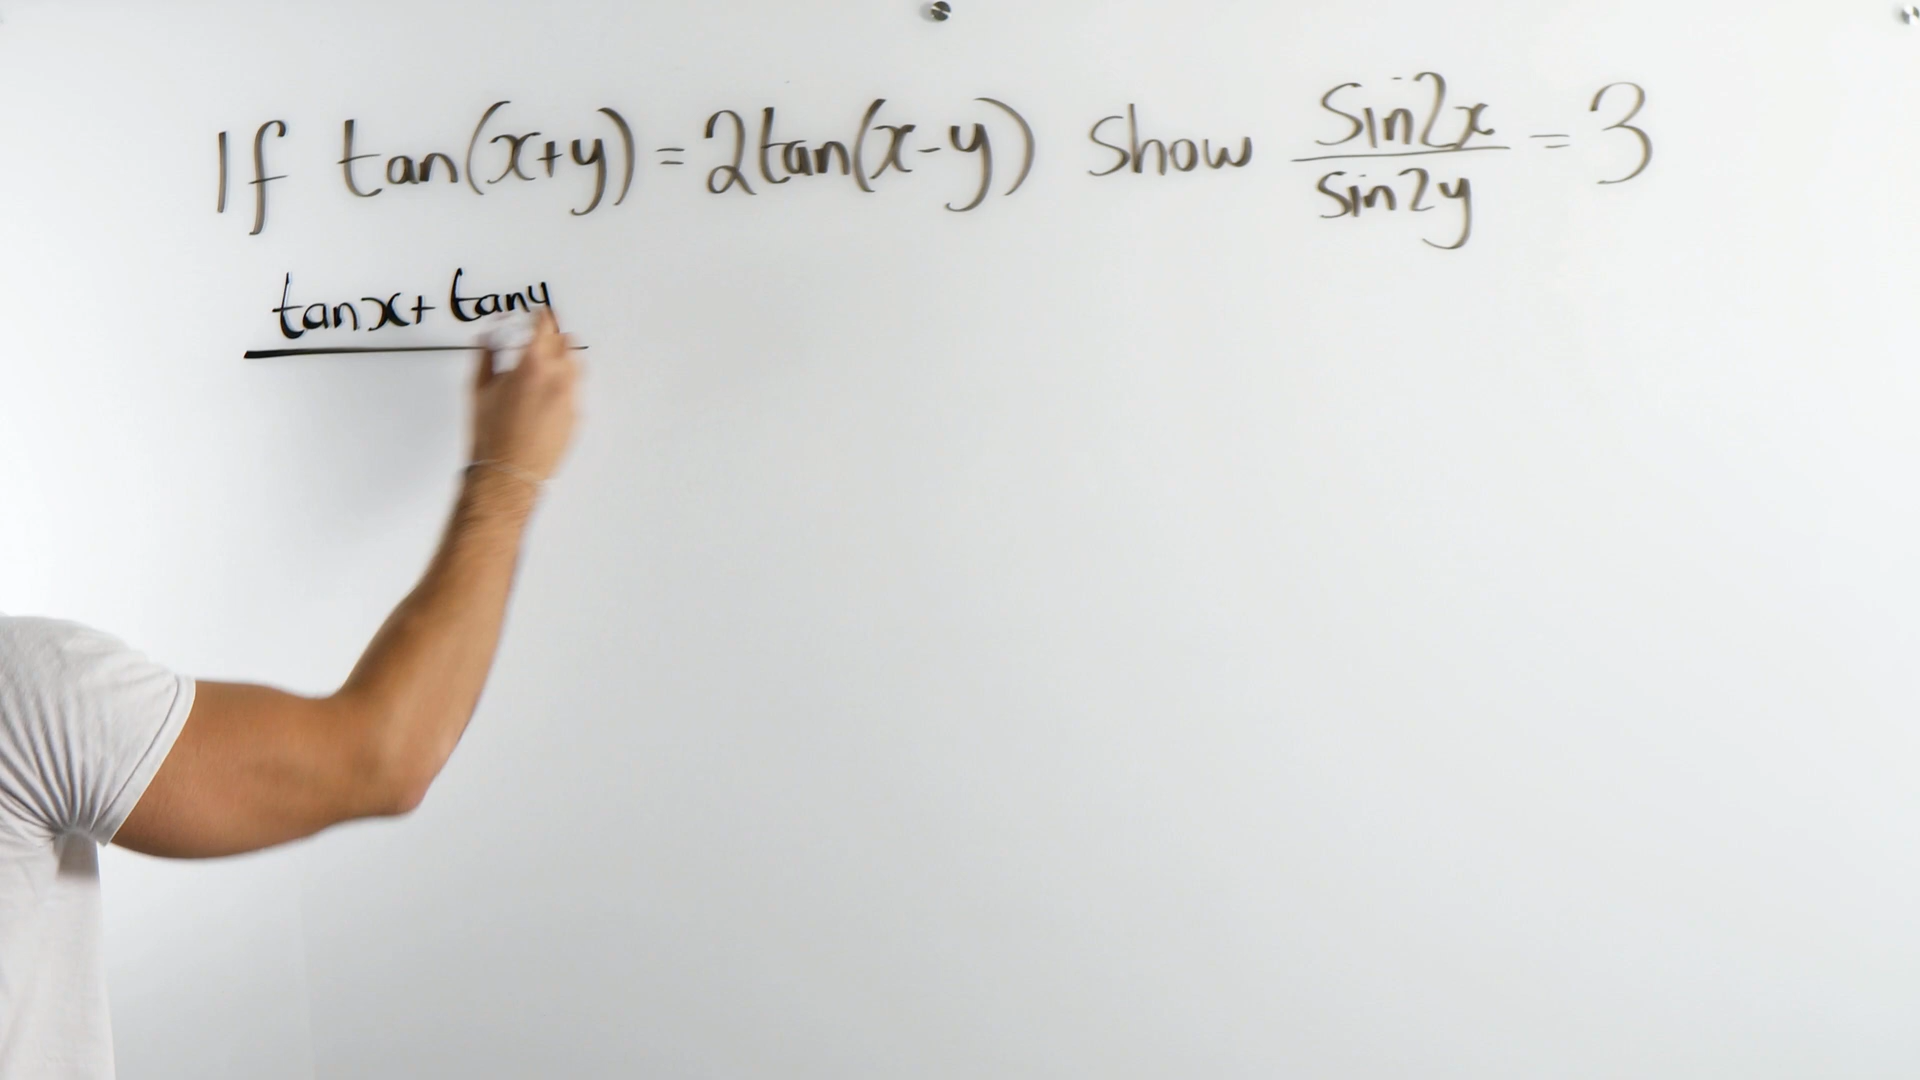 If tan(x+y) = 2tan(x-y) Show sin2x/sin2y = 3
tanx + tany